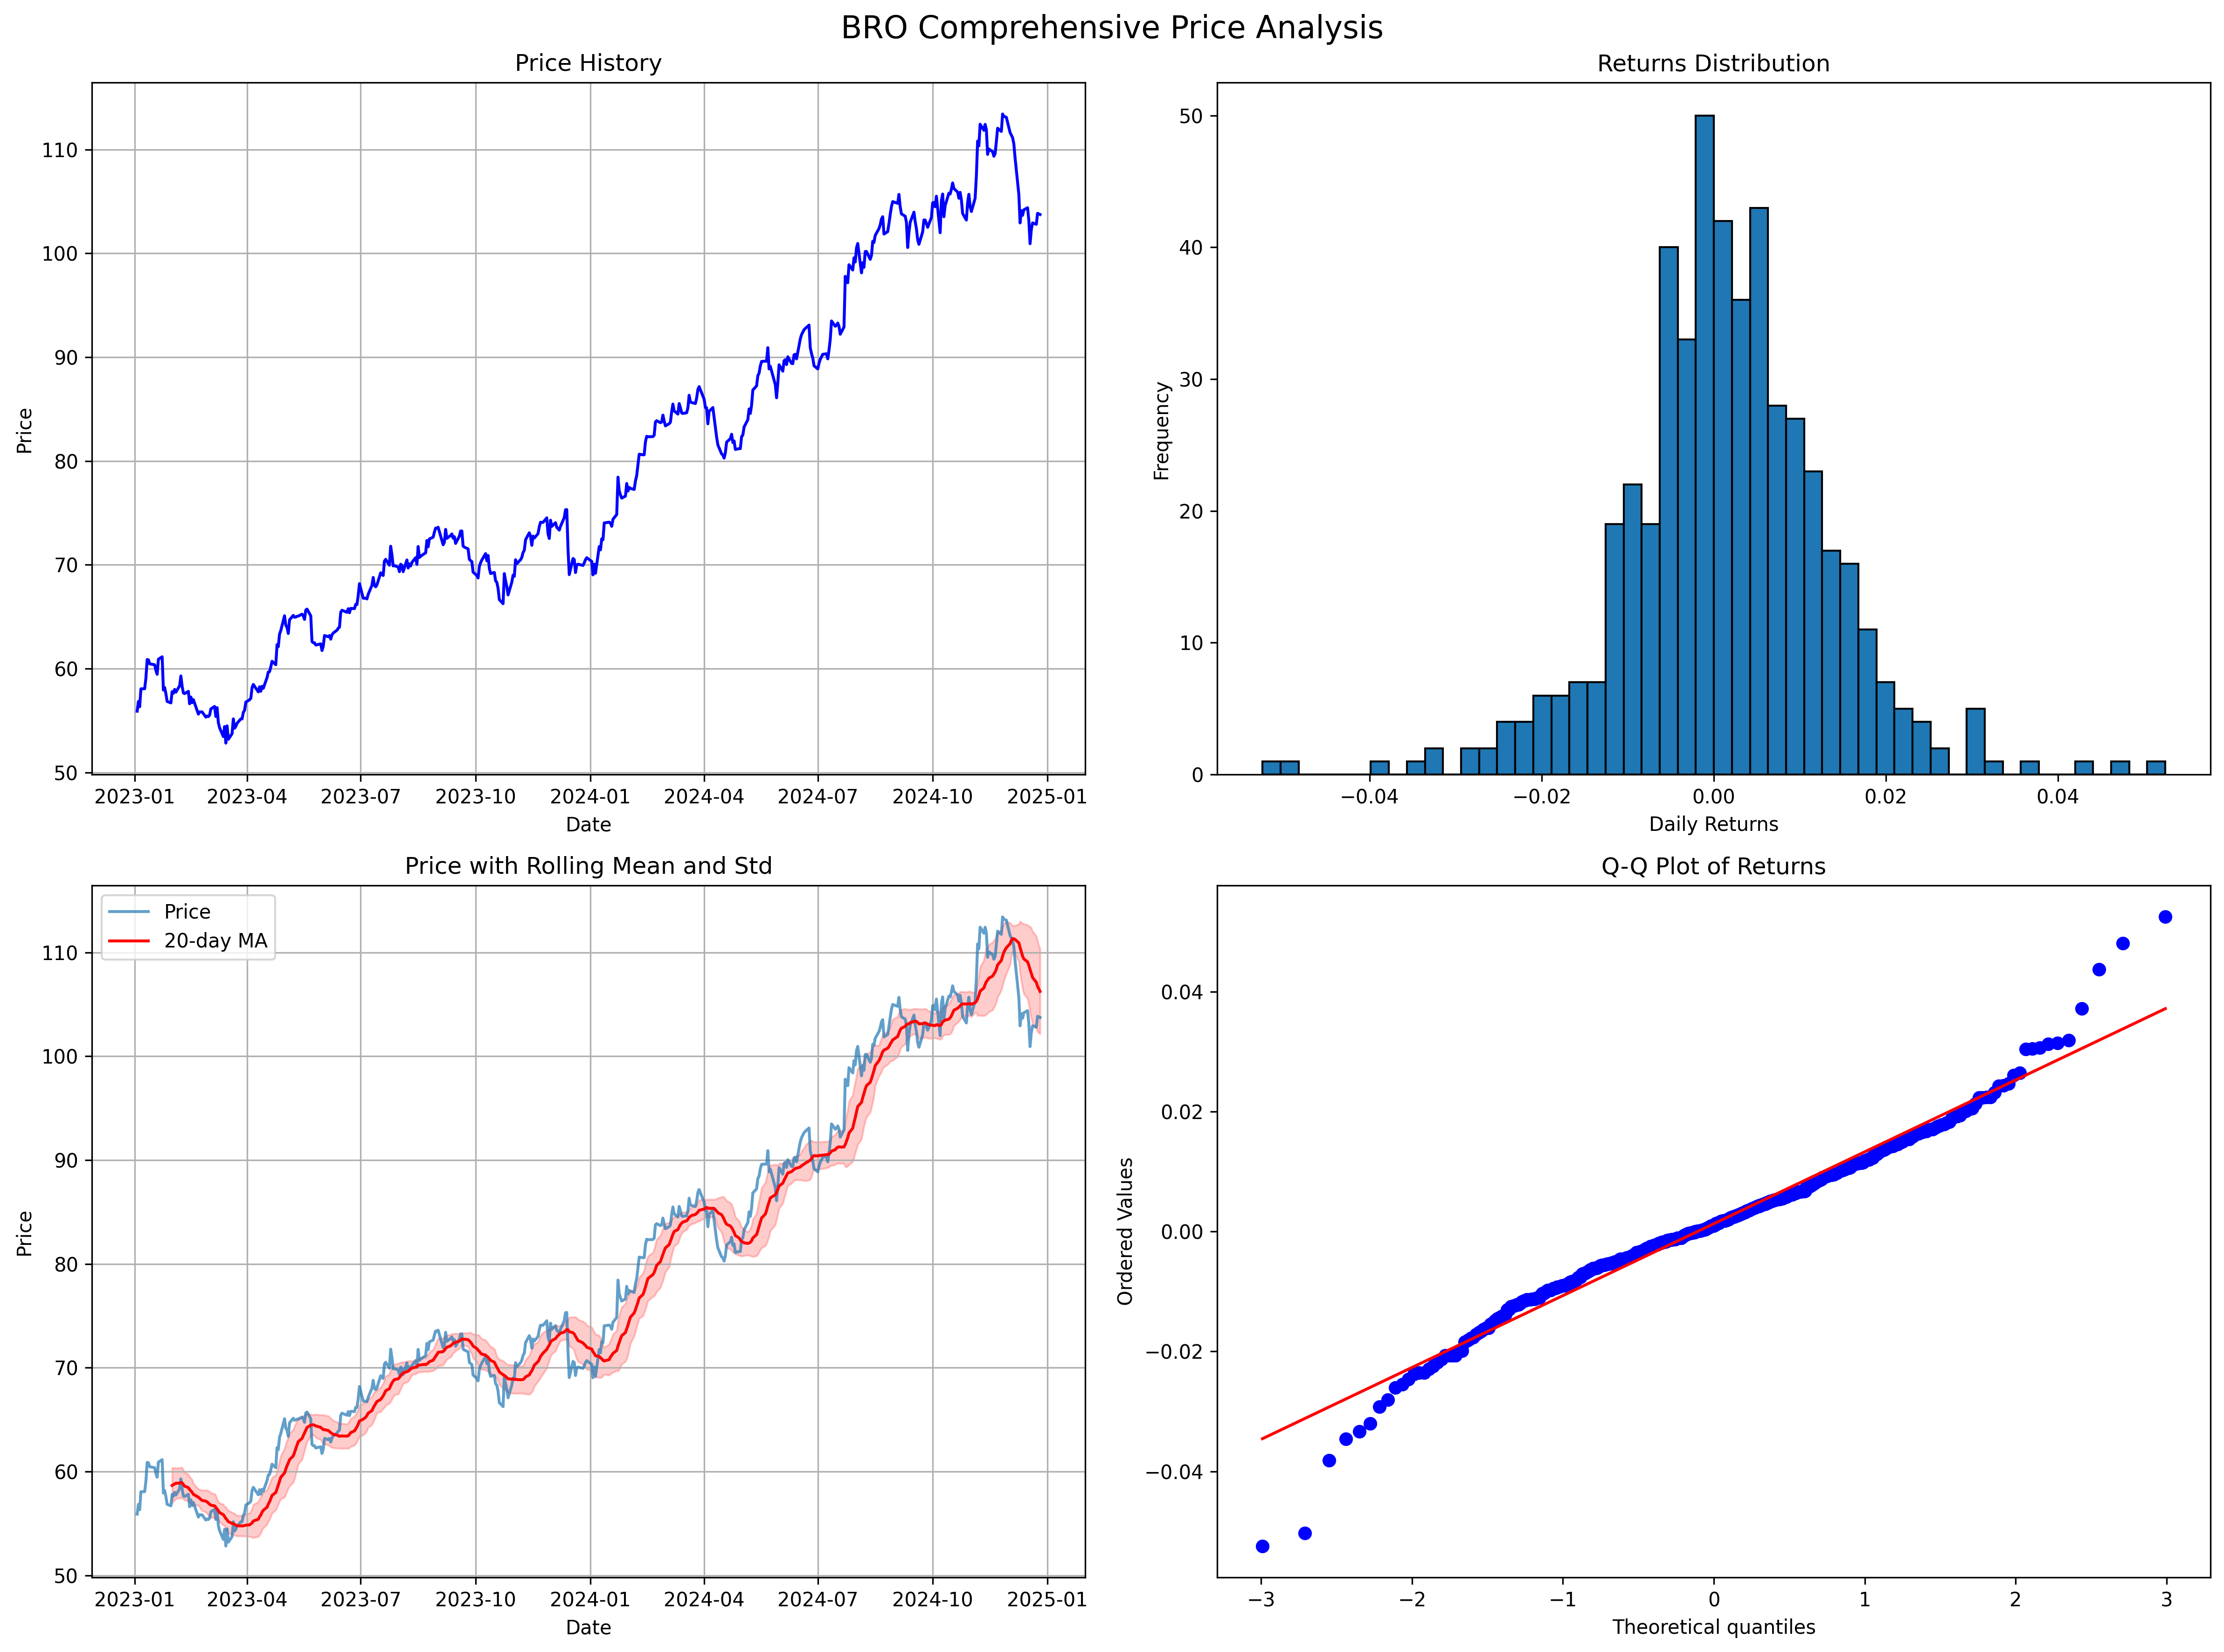 BRO Comprehensive Price Analysis
Price History
Price
110
100
90
80
70
60
50
2023-01 2023-04 2023-07 2023-10 2024-01 2024-04 2024-07 2024-10 2025-01
Date
Returns Distribution
Frequency
50
40
30
20
10
0
−0.04 −0.02 0.00 0.02 0.04
Daily Returns
Price with Rolling Mean and Std
Price
20-day MA
Price
110
100
90
80
70
60
50
2023-01 2023-04 2023-07 2023-10 2024-01 2024-04 2024-07 2024-10 2025-01
Date
Q-Q Plot of Returns
Ordered Values
0.04
0.02
0.00
−0.02
−0.04
−3 −2 −1 0 1 2 3
Theoretical quantiles